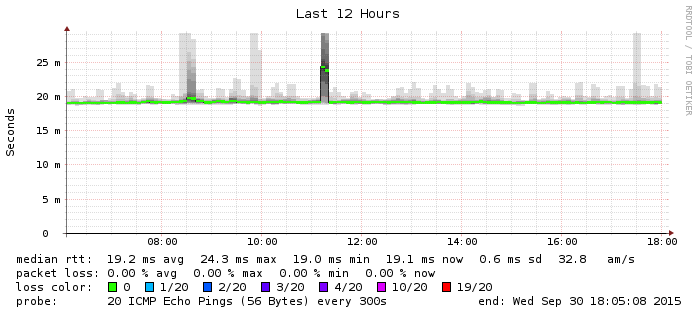 Last 12 Hours
RRDTOOL / TOBI OETIKER
Seconds
25 m
20 m
15 m
10 m
5 m
0
08:00 10:00 12:00 14:00 16:00 18:00
median rtt: 19.2 ms avg 24.3 ms max 19.0 ms min 19.1 ms now 0.6 ms sd 32.8 am/s
packet loss: 0.00 % avg 0.00 % max 0.00 % min 0.00 % now
loss color: 0 1/20 2/20 3/20 4/20 10/20 19/20
probe: 20 ICMP Echo Pings (56 Bytes) every 300s end: Wed Sep 30 18:05:08 2015